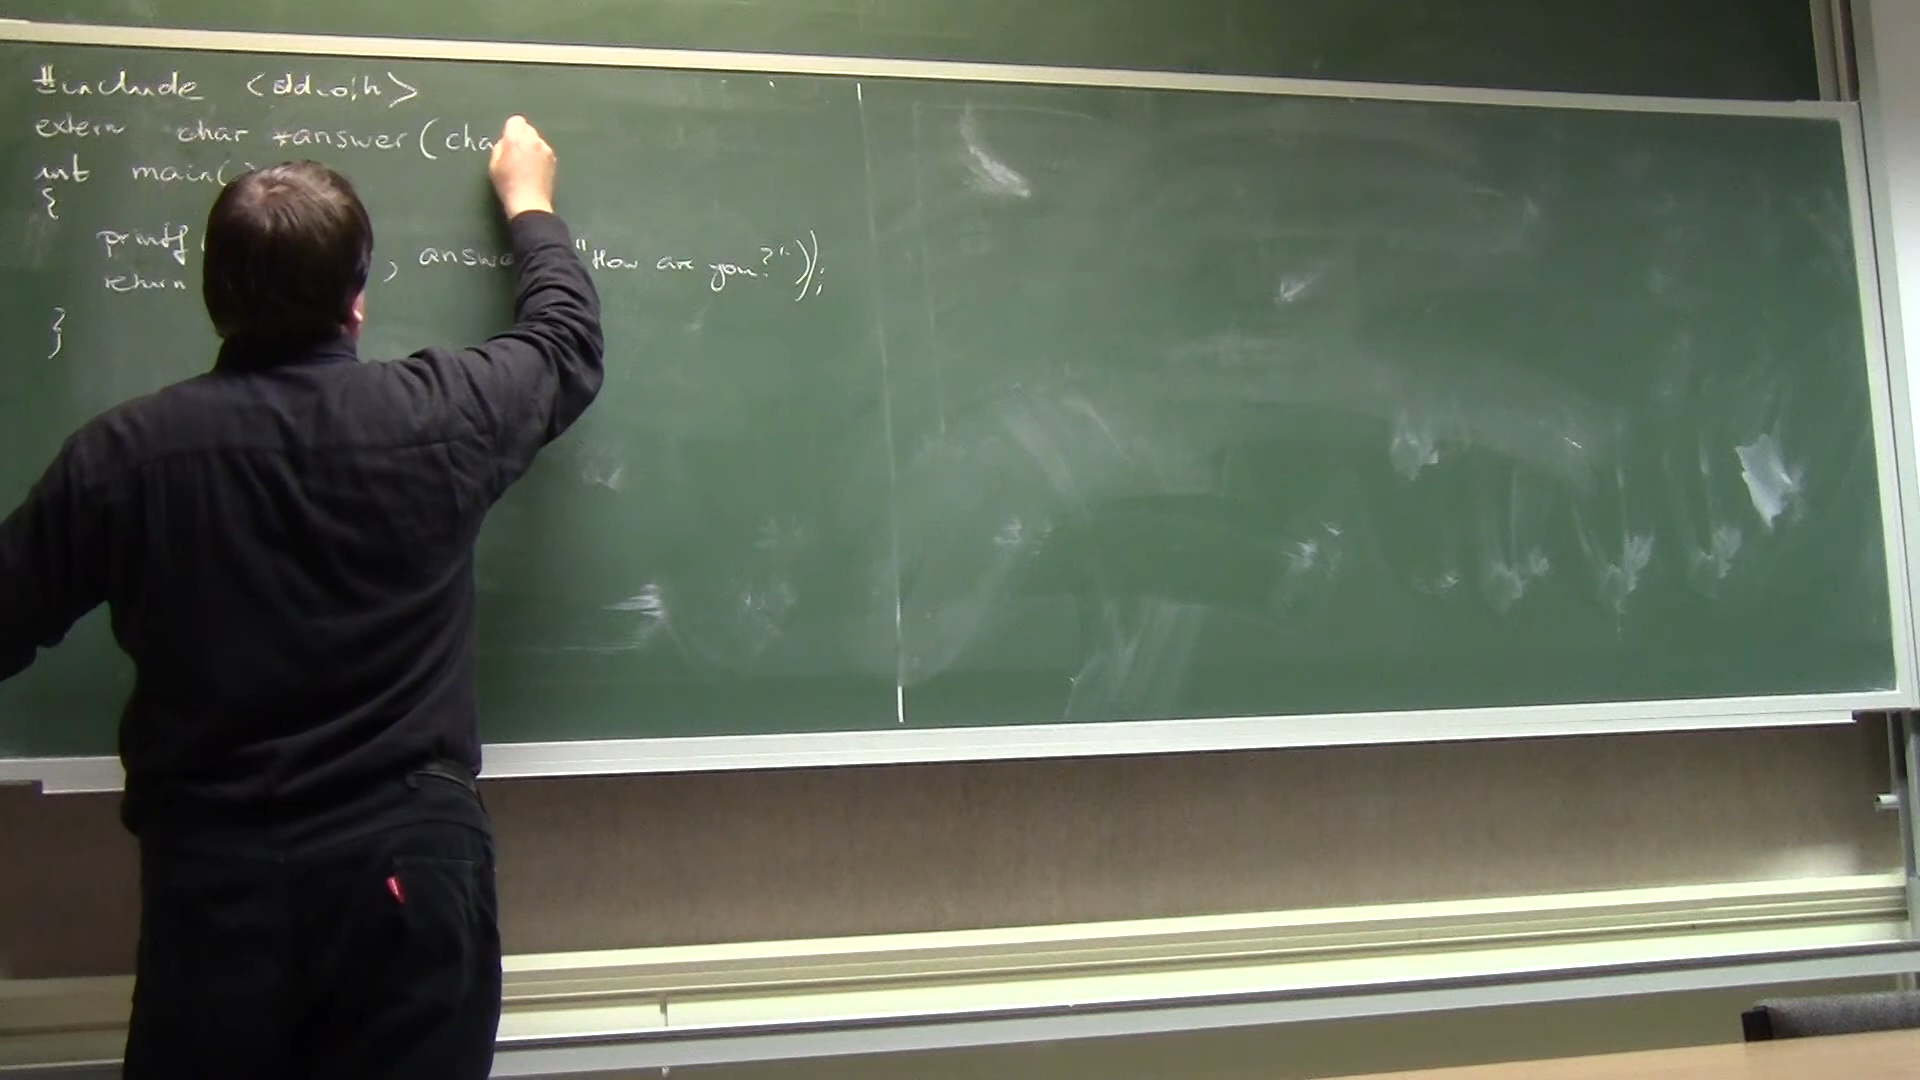 #include <stdio.h>
extern char *answer(cha
int main()
{
printf , answe "How are you?"));
return
}